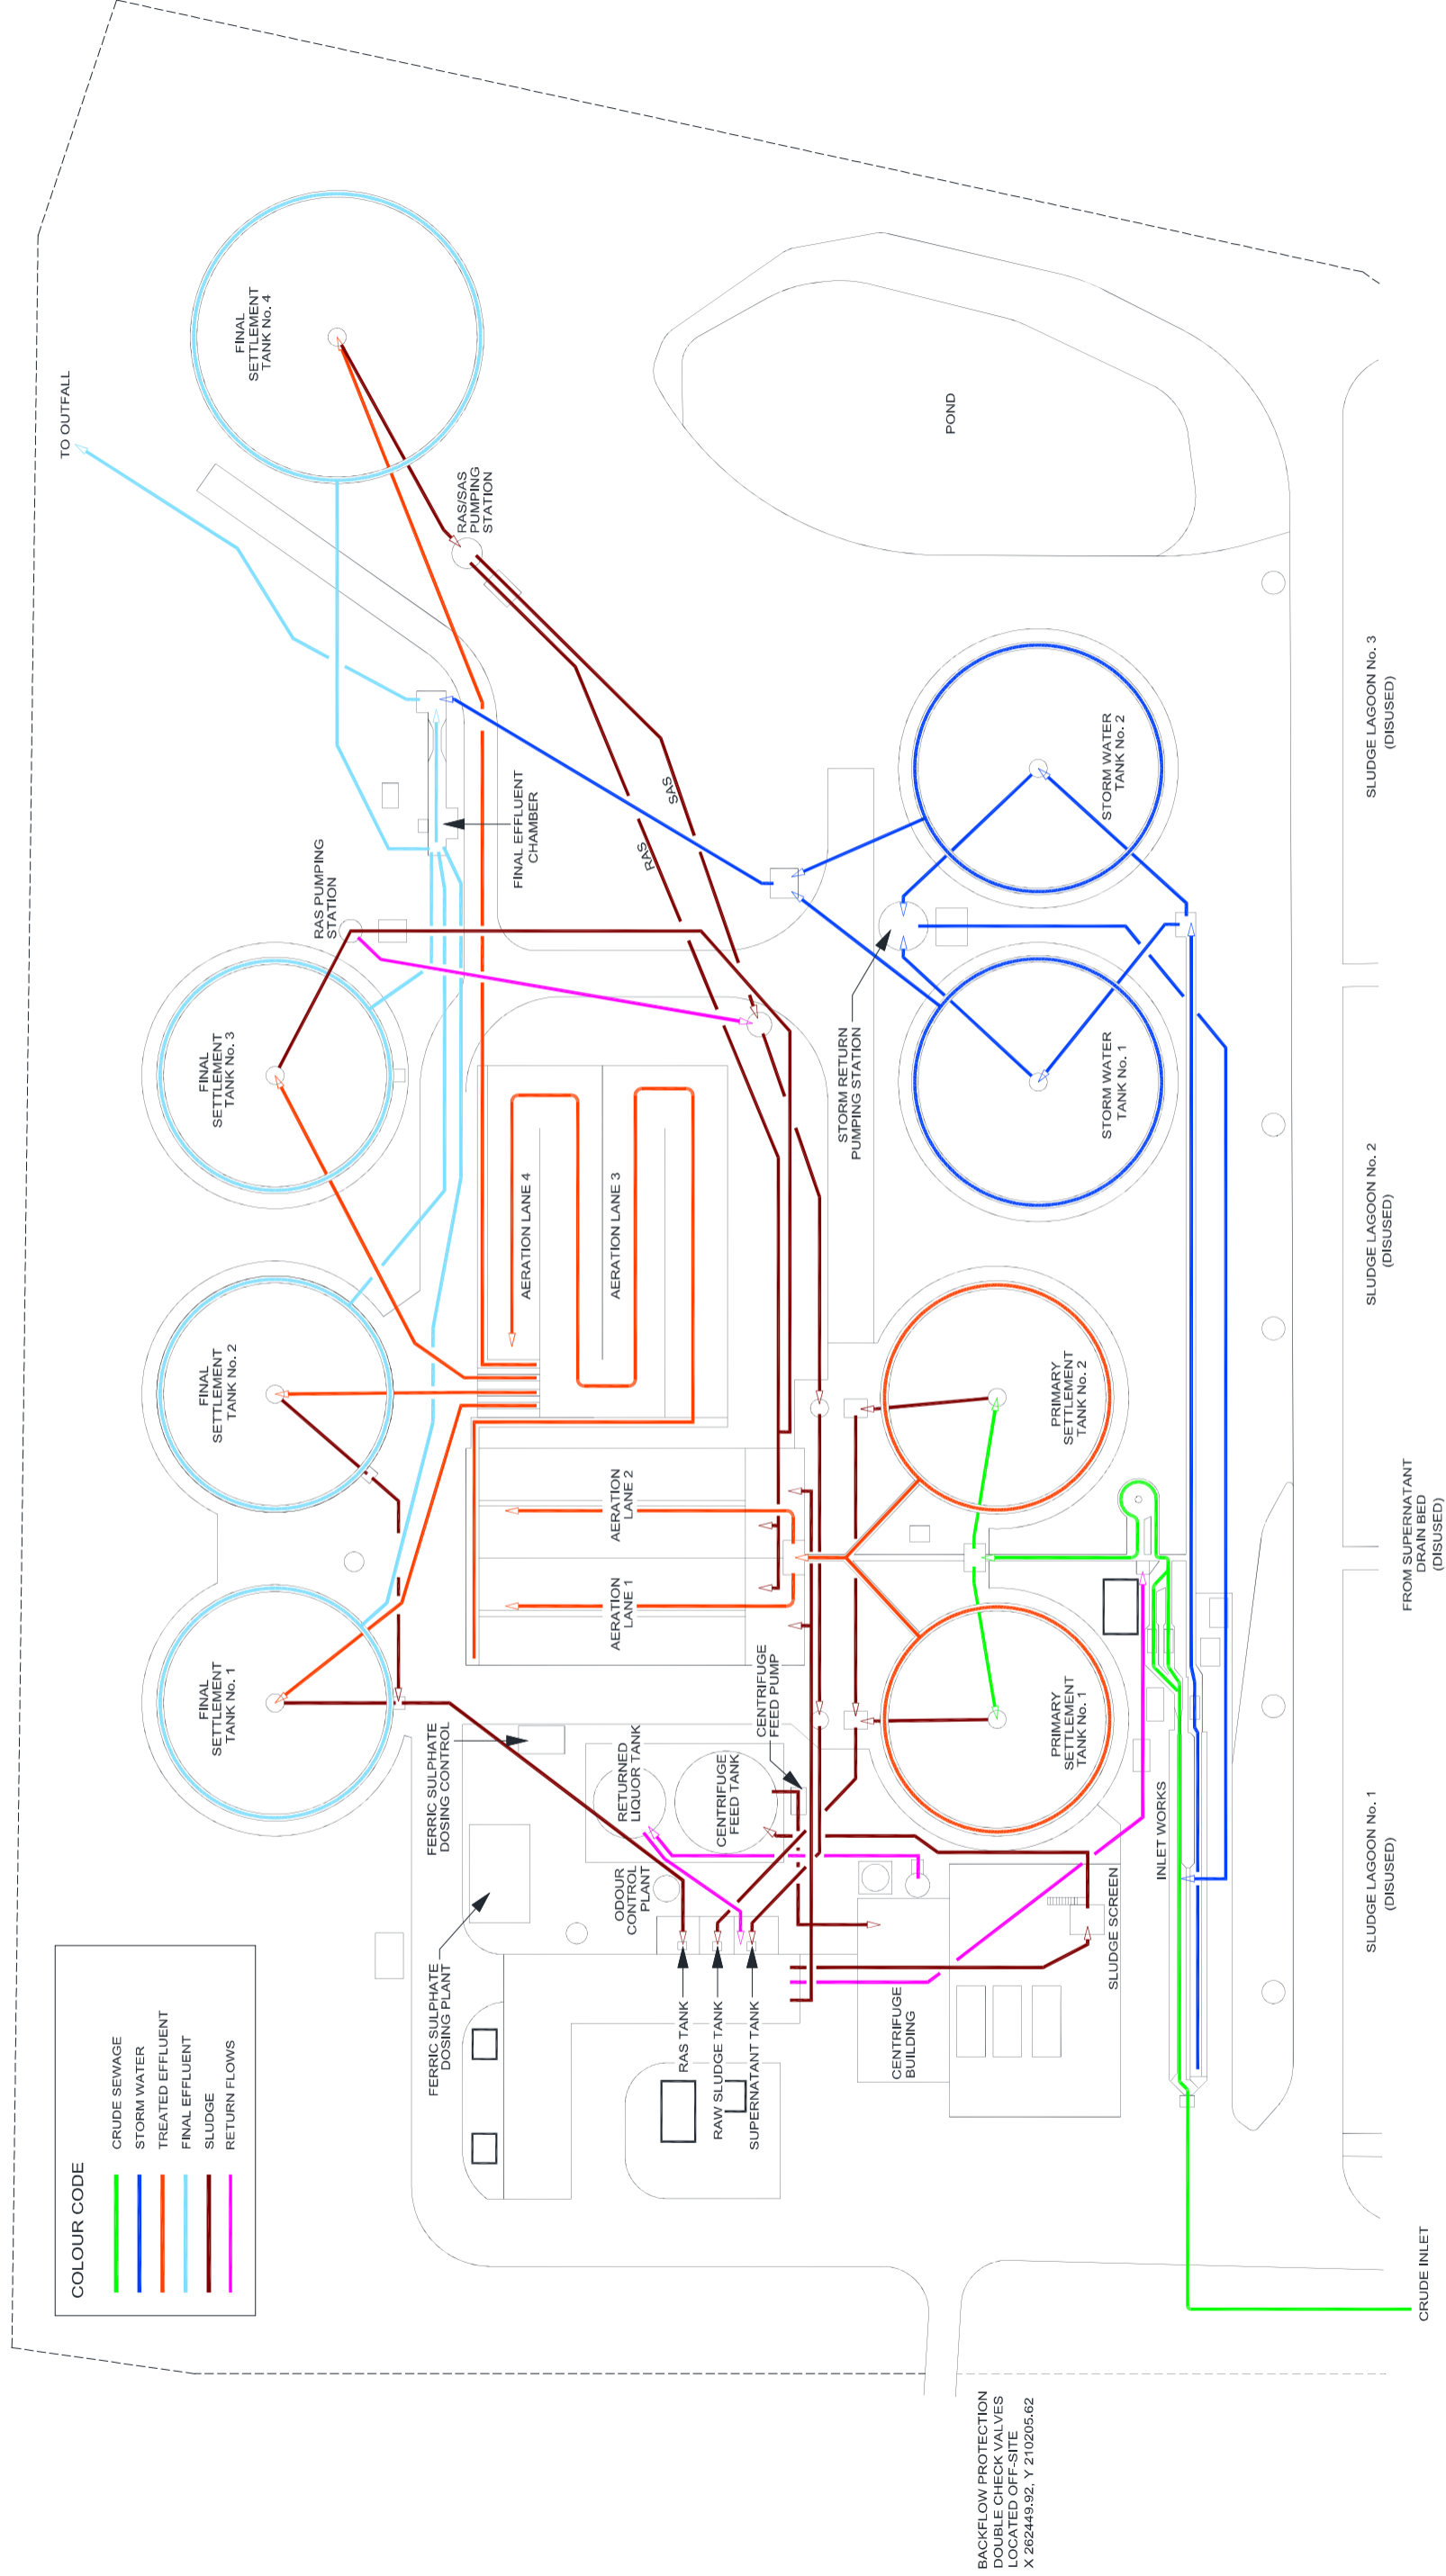 COLOUR CODE
CRUDE SEWAGE
STORM WATER
TREATED EFFLUENT
FINAL EFFLUENT
SLUDGE
RETURN FLOWS
TO OUTFALL
FINAL
SETTLEMENT
TANK No. 1
FINAL
SETTLEMENT
TANK No. 2
FINAL
SETTLEMENT
TANK No. 3
FINAL
SETTLEMENT
TANK No. 4
RAS PUMPING
STATION
RAS/SAS
PUMPING
STATION
FINAL EFFLUENT
CHAMBER
FERRIC SULPHATE
DOSING PLANT
FERRIC SULPHATE
DOSING CONTROL
AERATION LANE 4
AERATION LANE 3
AERATION
LANE 1
AERATION
LANE 2
RAS
SAS
ODOUR
CONTROL
PLANT
RETURNED
LIQUOR TANK
CENTRIFUGE
FEED TANK
CENTRIFUGE
FEED PUMP
RAS TANK
RAW SLUDGE TANK
SUPERNATANT TANK
STORM RETURN
PUMPING STATION
POND
CENTRIFUGE
BUILDING
PRIMARY
SETTLEMENT
TANK No. 1
PRIMARY
SETTLEMENT
TANK No. 2
STORM WATER
TANK No. 1
STORM WATER
TANK No. 2
SLUDGE SCREEN
INLET WORKS
BACKFLOW PROTECTION
DOUBLE CHECK VALVES
LOCATED OFF-SITE
X 262449.92, Y 210205.62
SLUDGE LAGOON No. 1
(DISUSED)
SLUDGE LAGOON No. 2
(DISUSED)
SLUDGE LAGOON No. 3
(DISUSED)
FROM SUPERNATANT
DRAIN BED
(DISUSED)
CRUDE INLET